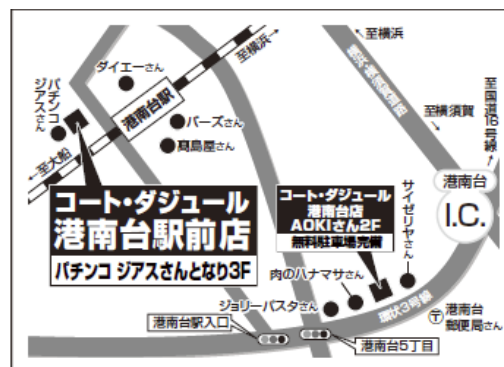 至横浜
至横浜
横浜横須賀道路
至横須賀
至国道16号線
ダイエーさん
パチンコ
ジアスさん
港南台駅
バーズさん
髙島屋さん
至大船
港南台
I.C.
コート・ダジュール
港南台駅前店
パチンコ ジアスさんとなり3F
コート・ダジュール
港南台店
AOKIさん2F
無料駐車場完備
サイゼリヤさん
肉のハナマサさん
ジョリーパスタさん
環状3号線
港南台駅入口
港南台5丁目
〒
港南台
郵便局さん